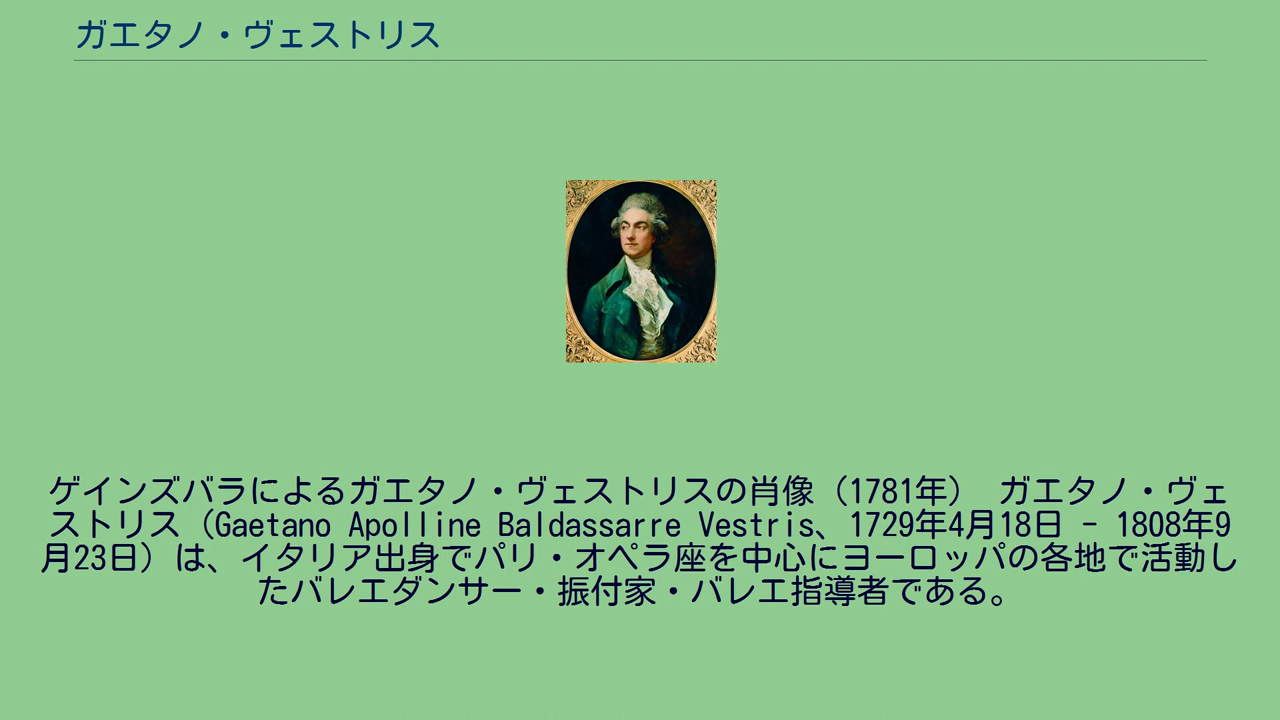 ガエタノ・ヴェストリス
ゲインズバラによるガエタノ・ヴェストリスの肖像（1781年） ガエタノ・ヴェ
ストリス（Gaetano Apolline Baldassarre Vestris、1729年4月18日 - 1808年9
月23日）は、イタリア出身でパリ・オペラ座を中心にヨーロッパの各地で活動し
たバレエダンサー・振付家・バレエ指導者である。